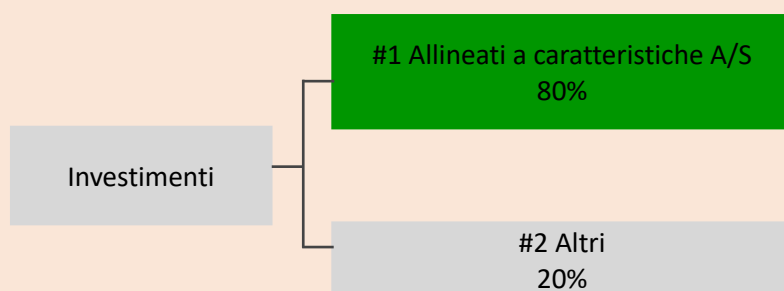 #1 Allineati a caratteristiche A/S
80%
Investimenti
#2 Altri
20%